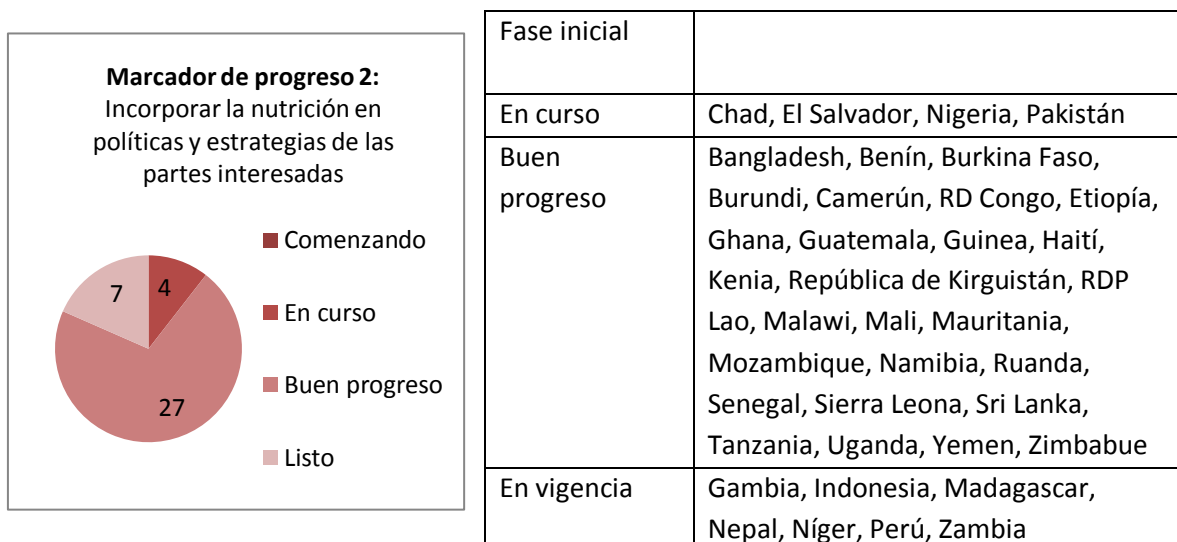 Marcador de progreso 2:
Incorporar la nutrición en
políticas y estrategias de las
partes interesadas
Comenzando
En curso
Buen progreso
Listo
7
4
27
Fase inicial
En curso
Chad, El Salvador, Nigeria, Pakistán
Buen
progreso
Bangladesh, Benín, Burkina Faso,
Burundi, Camerún, RD Congo, Etiopía,
Ghana, Guatemala, Guinea, Haití,
Kenia, República de Kirguistán, RDP
Lao, Malawi, Mali, Mauritania,
Mozambique, Namibia, Ruanda,
Senegal, Sierra Leona, Sri Lanka,
Tanzania, Uganda, Yemen, Zimbabue
En vigencia
Gambia, Indonesia, Madagascar,
Nepal, Níger, Perú, Zambia